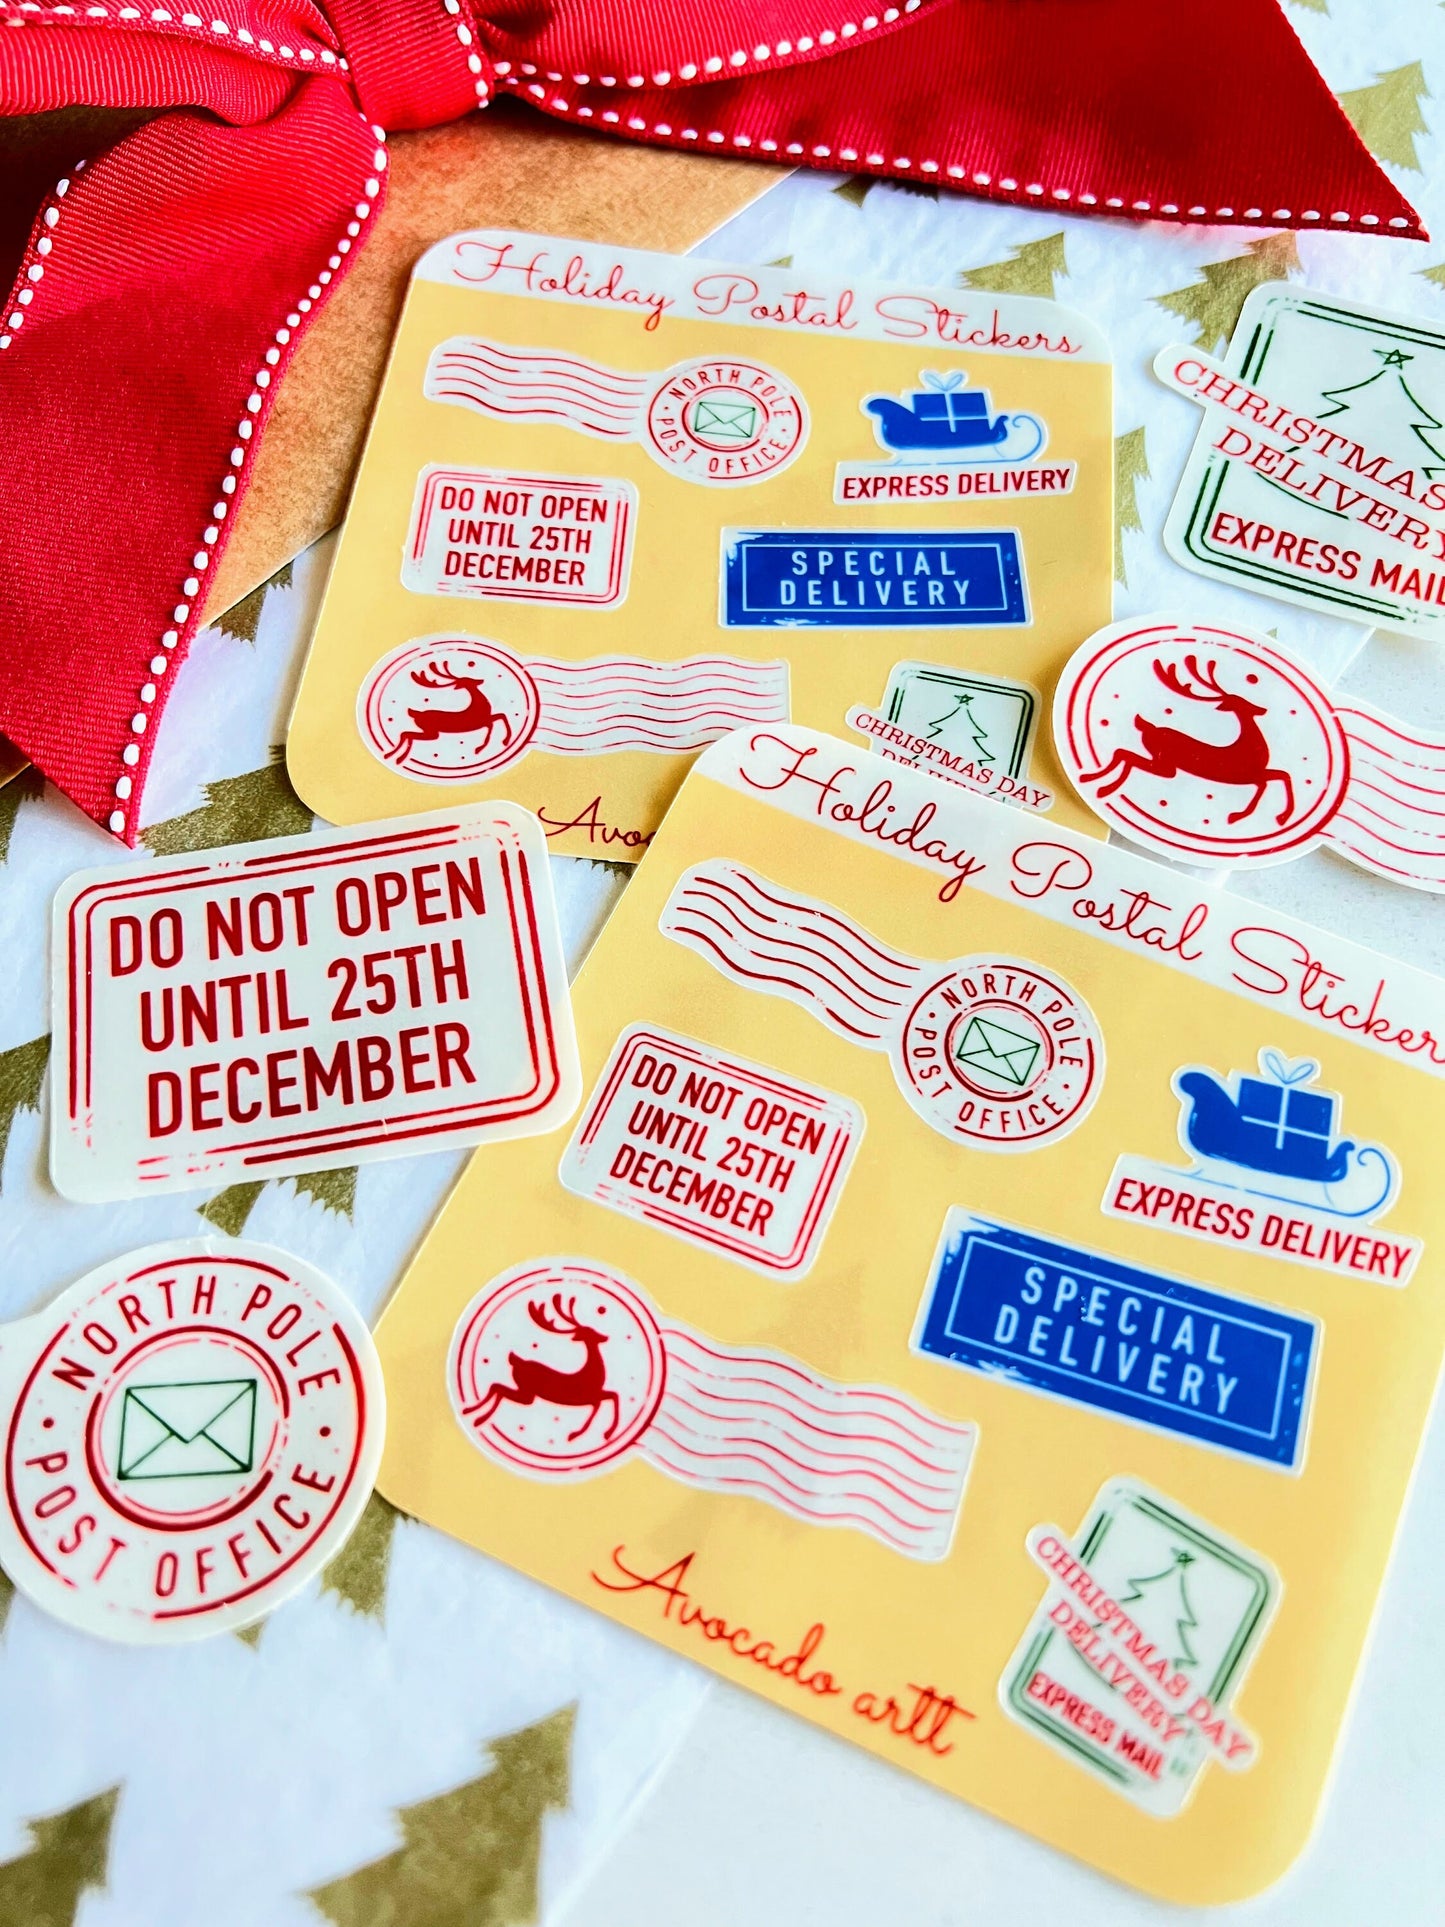 Holiday Postal Stickers
NORTH POLE
POST OFFICE
EXPRESS DELIVERY
DO NOT OPEN
UNTIL 25TH
DECEMBER
SPECIAL
DELIVERY
CHRISTMAS DAY
DELIVERY
Avoc
CHRISTMAS
DELIVERY
EXPRESS MAIL
DO NOT OPEN
UNTIL 25TH
DECEMBER
NORTH POLE
POST OFFICE
Holiday Postal Stickers
NORTH POLE
POST OFFICE
DO NOT OPEN
UNTIL 25TH
DECEMBER
EXPRESS DELIVERY
SPECIAL
DELIVERY
CHRISTMAS DAY
DELIVERY
EXPRESS MAIL
Avocado artt